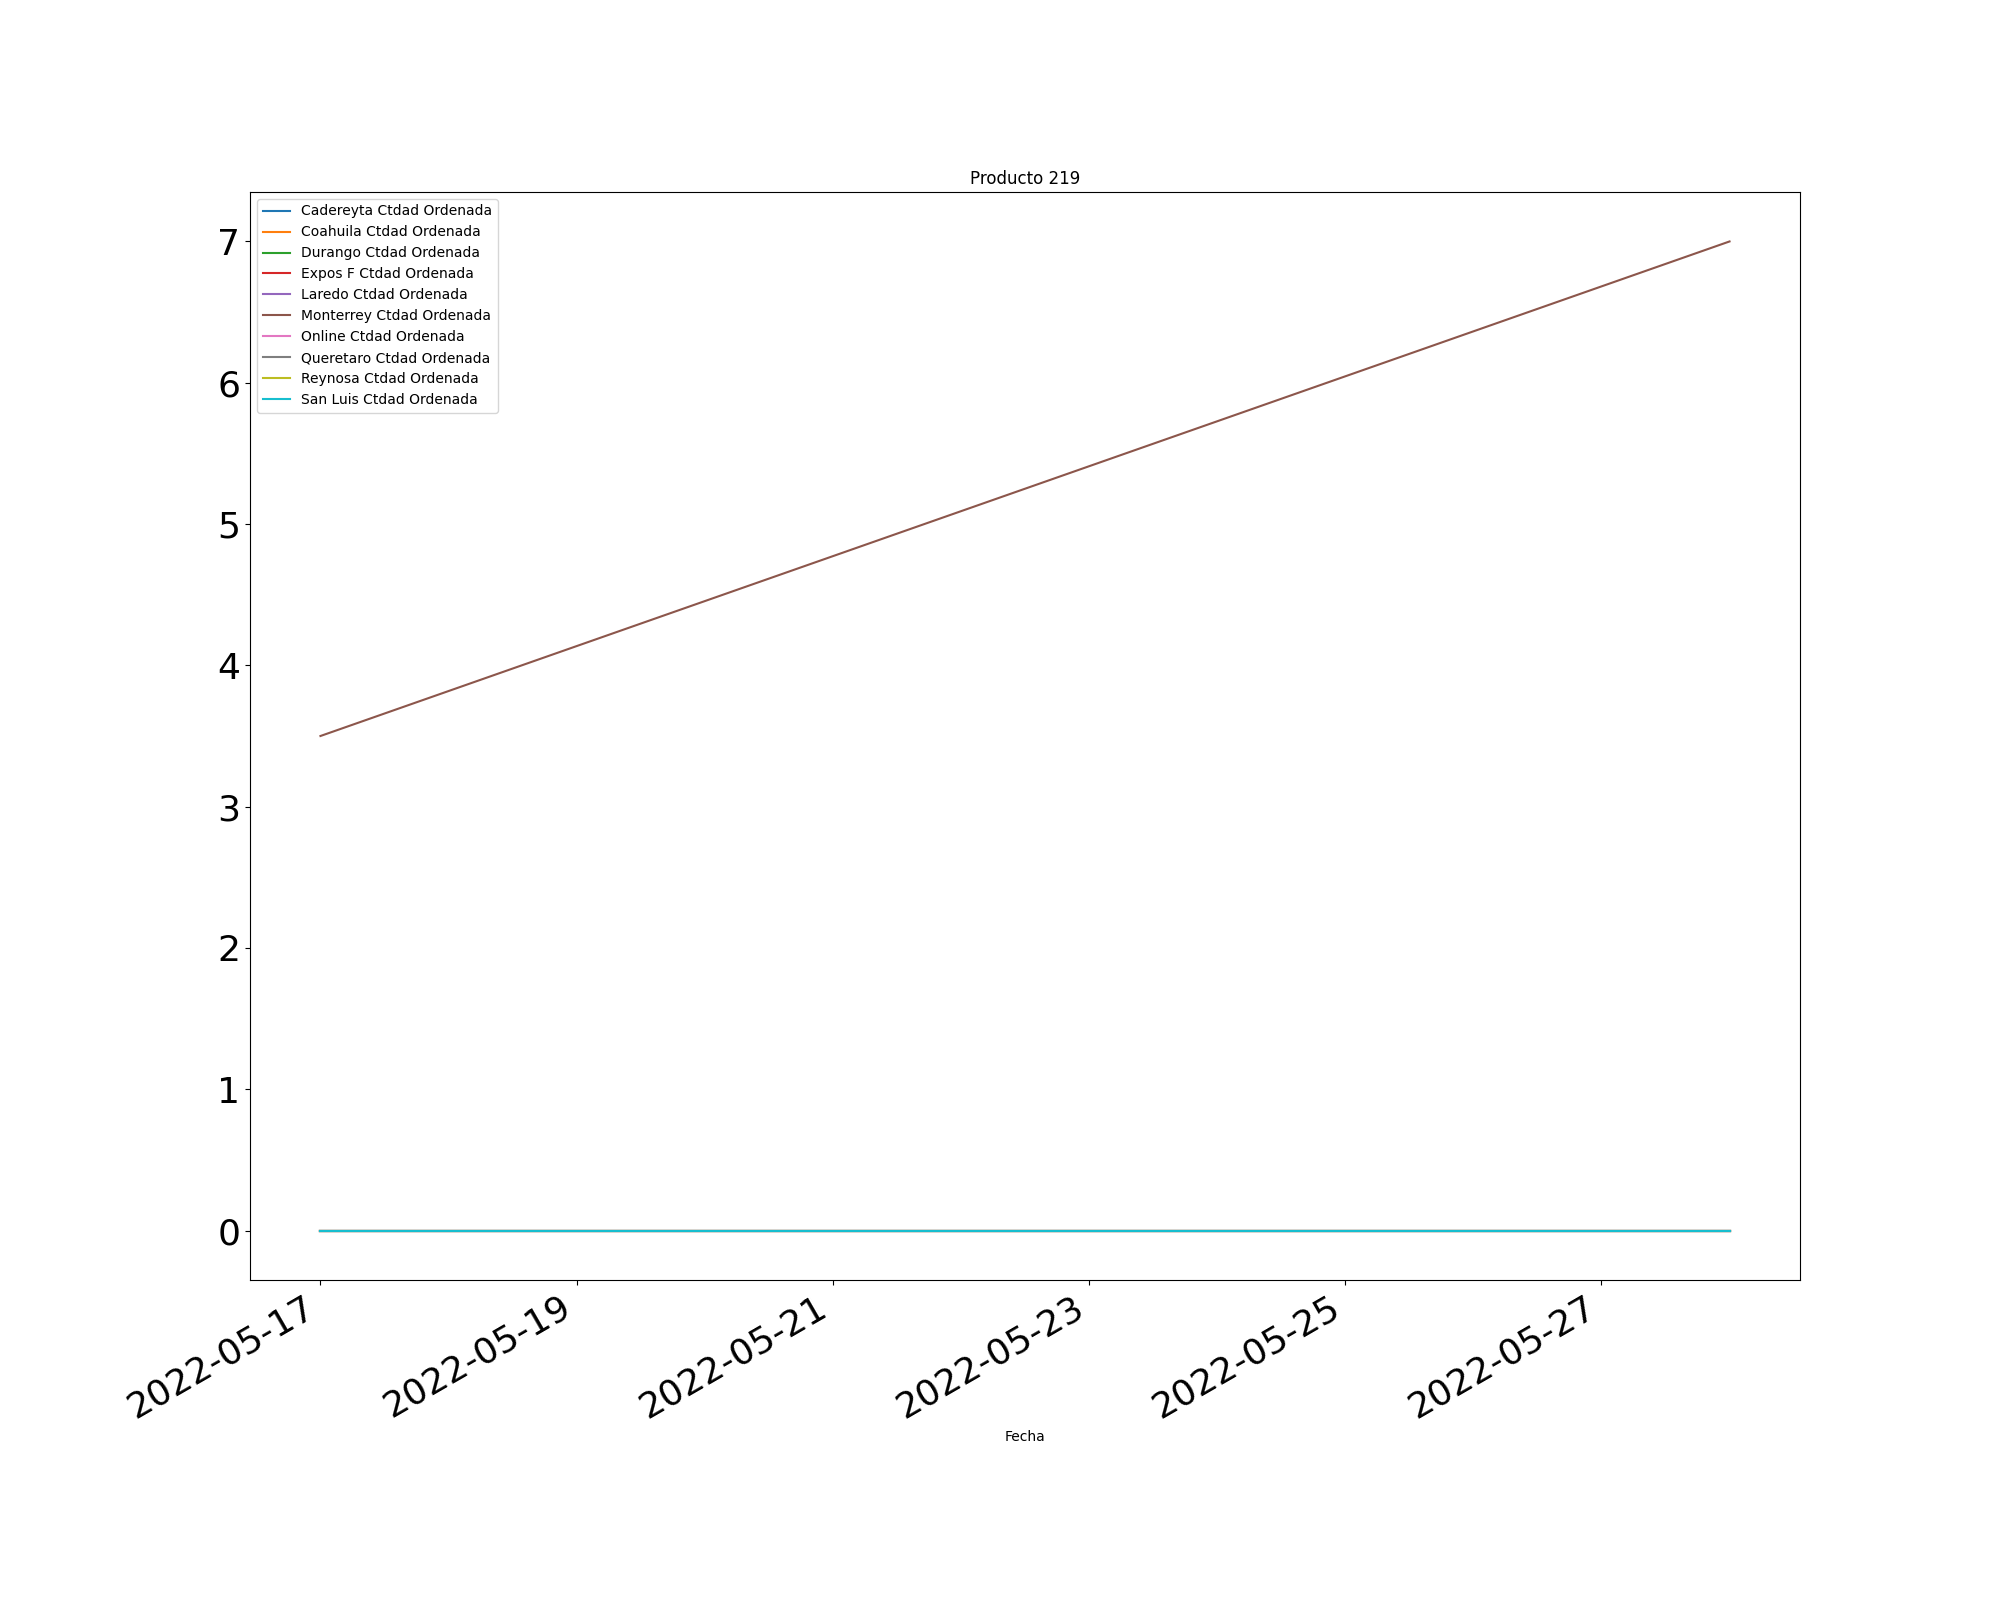 Producto 219
Cadereyta Ctdad Ordenada
Coahuila Ctdad Ordenada
Durango Ctdad Ordenada
Expos F Ctdad Ordenada
Laredo Ctdad Ordenada
Monterrey Ctdad Ordenada
Online Ctdad Ordenada
Queretaro Ctdad Ordenada
Reynosa Ctdad Ordenada
San Luis Ctdad Ordenada
7
6
5
4
3
2
1
0
2022-05-17
2022-05-19
2022-05-21
2022-05-23
2022-05-25
2022-05-27
Fecha